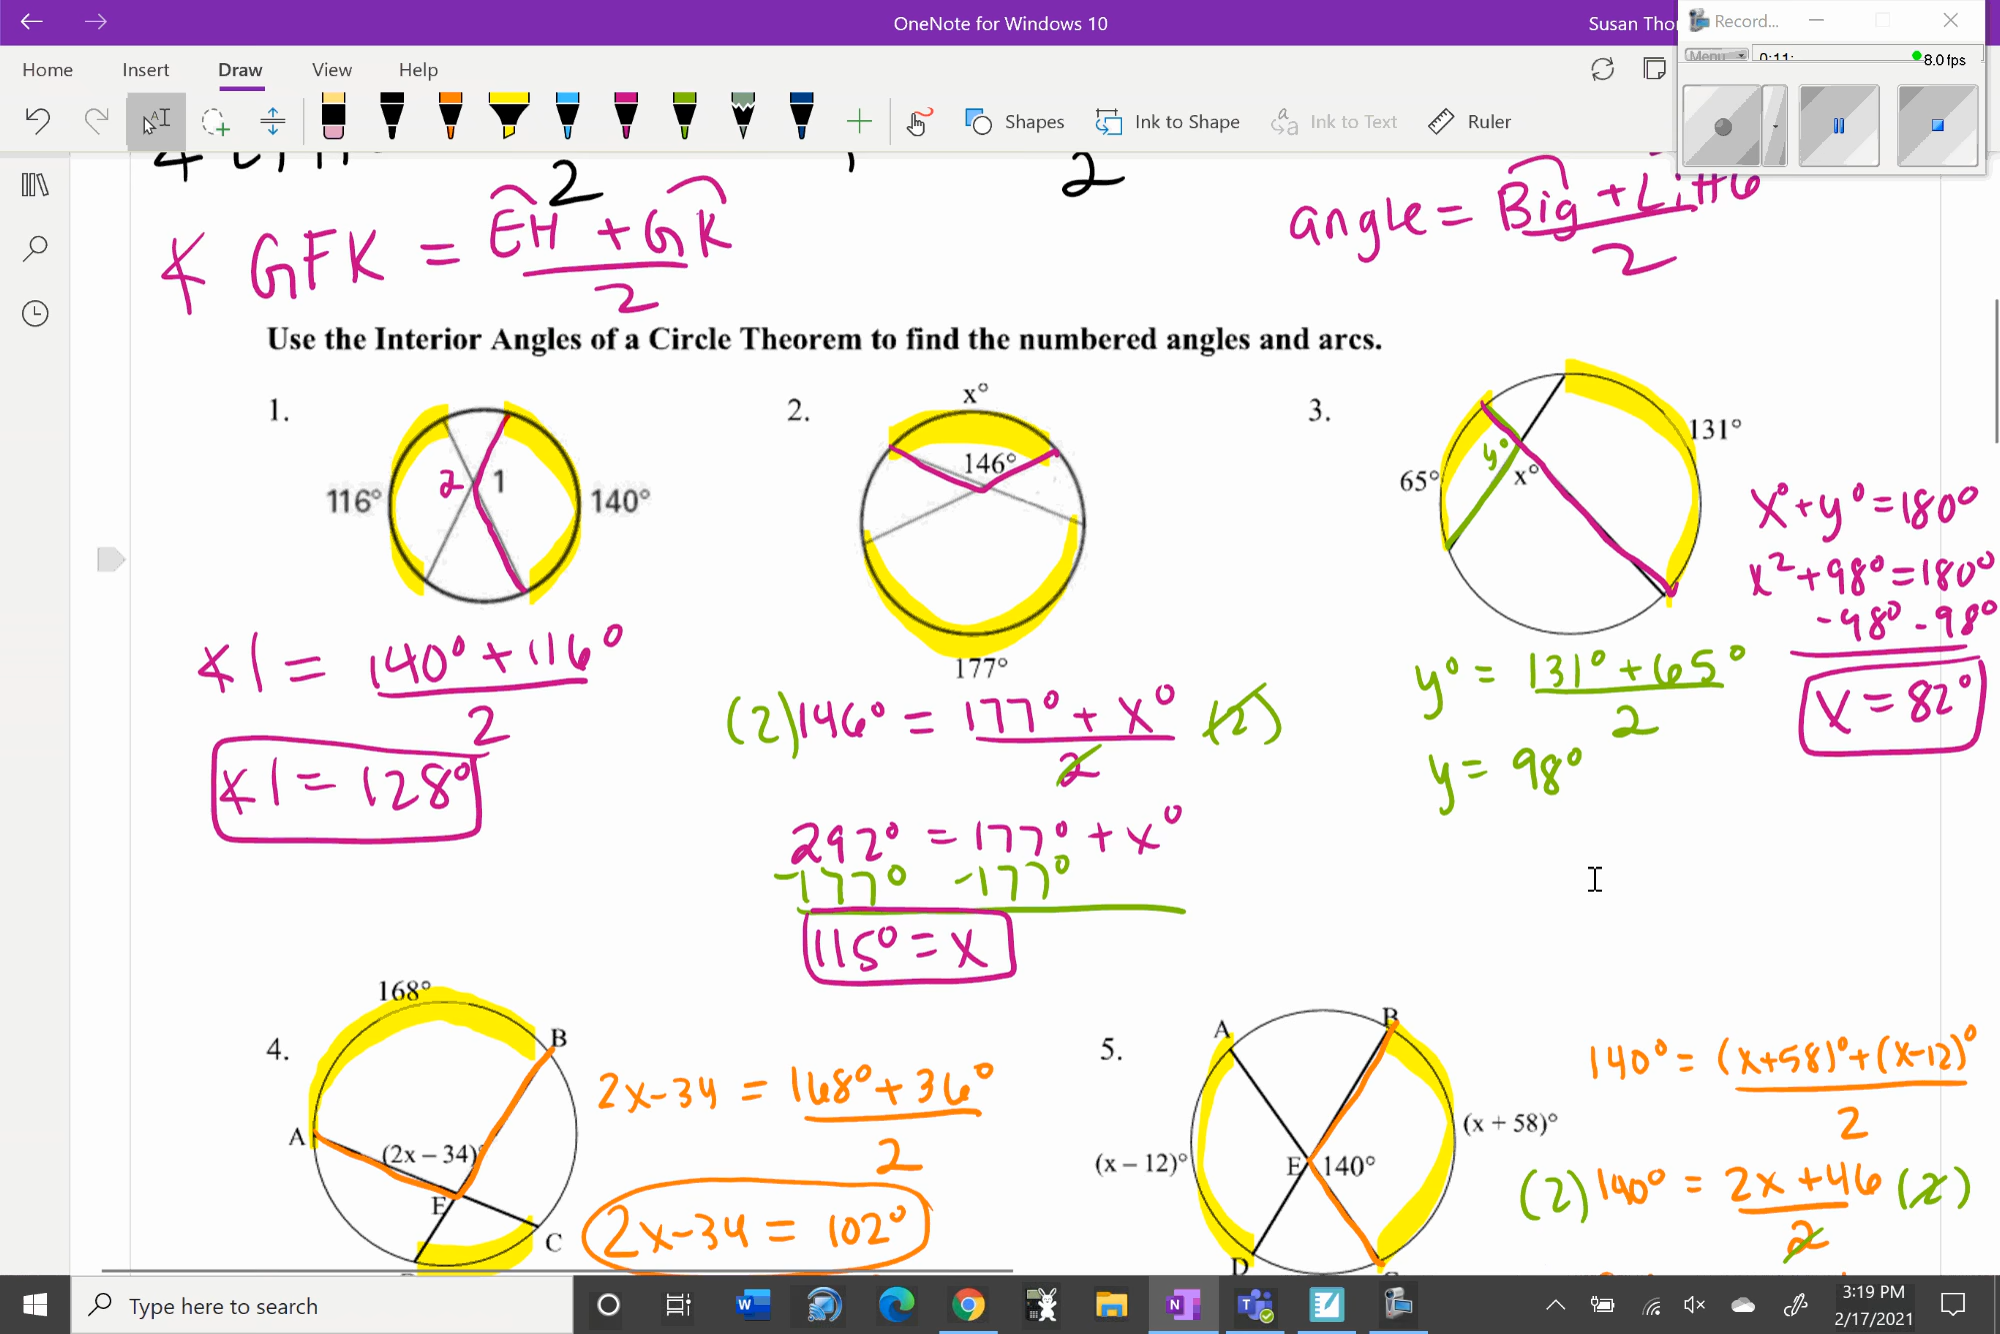 OneNote for Windows 10
Susan Tho
Record...
Menu
0:11:
8.0 fps
Home Insert Draw View Help
Shapes Ink to Shape Ink to Text Ruler
2
2
∡ GFK = EH + GK / 2
angle = Big + Little / 2
Use the Interior Angles of a Circle Theorem to find the numbered angles and arcs.
1.
116°
2
1
140°
∡1 = 140° + 116° / 2
∡1 = 128°
2.
x°
146°
177°
(2)146° = 177° + x° / 2 (2)
292° = 177° + x°
-177° -177°
115° = x
3.
131°
65°
y°
x°
x° + y° = 180°
x° + 98° = 180°
-98° -98°
x = 82°
y° = 131° + 65° / 2
y = 98°
4.
168°
A
B
(2x – 34)°
E
C
2x-34 = 168° + 36° / 2
2x-34 = 102°
5.
A
B
(x + 58)°
(x – 12)°
E
140°
D
140° = (x+58)° + (x-12)° / 2
(2)140° = 2x + 46 / 2 (2)
Type here to search
3:19 PM
2/17/2021